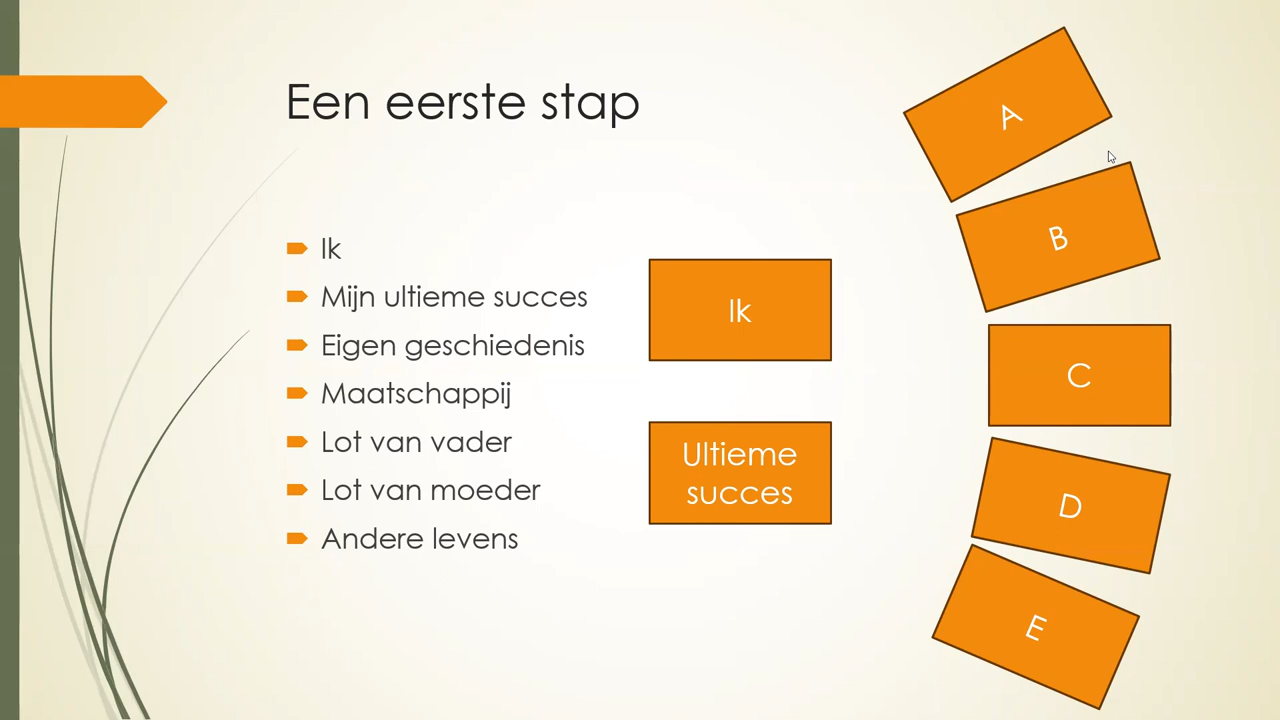 Een eerste stap
Ik
Mijn ultieme succes
Eigen geschiedenis
Maatschappij
Lot van vader
Lot van moeder
Andere levens
Ik
Ultieme
succes
A
B
C
D
E